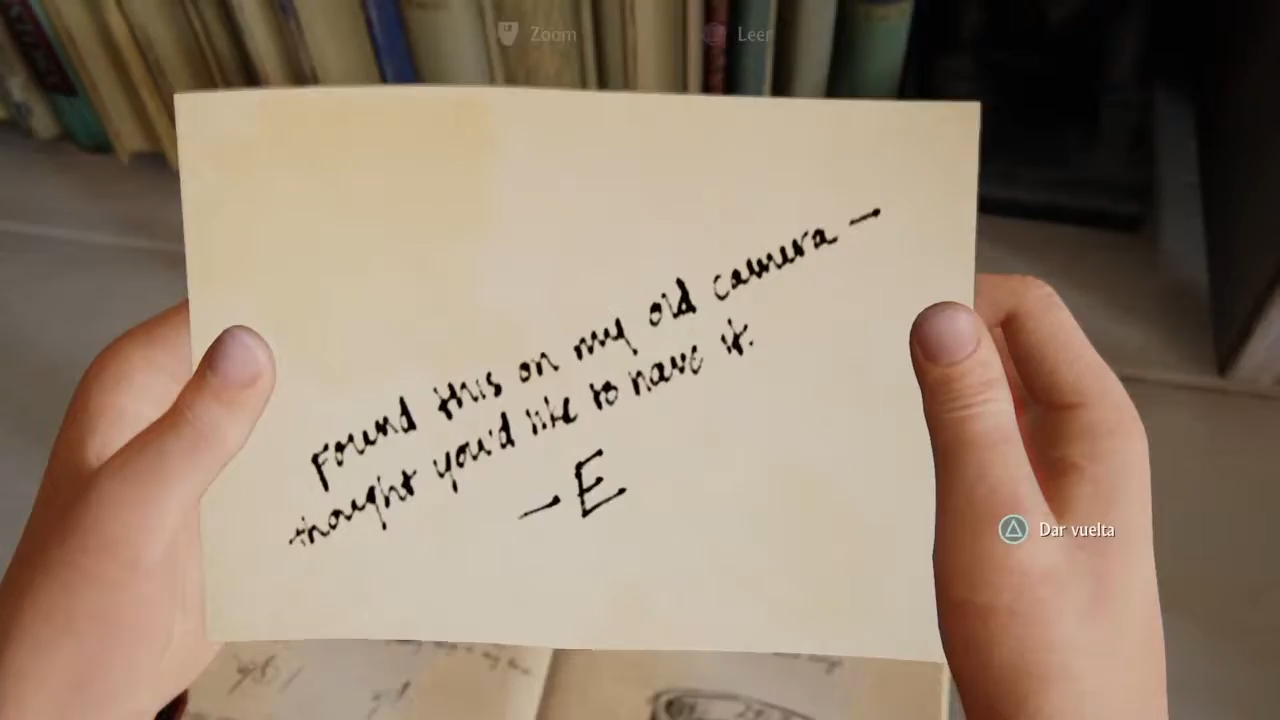 Zoom
Leer
Found this on my old camera –
thought you'd like to have it.
– E
Dar vuelta